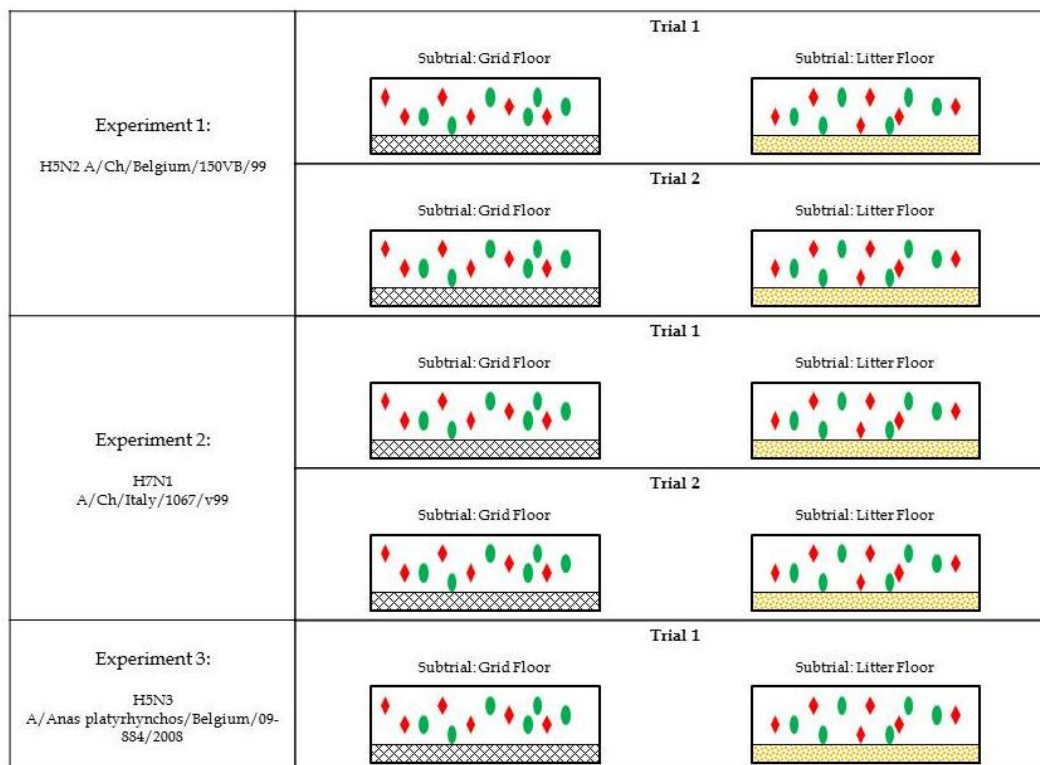 Experiment 1:
H5N2 A/Ch/Belgium/150VB/99
Trial 1
Subtrial: Grid Floor
Subtrial: Litter Floor
Trial 2
Subtrial: Grid Floor
Subtrial: Litter Floor
Experiment 2:
H7N1
A/Ch/Italy/1067/v99
Trial 1
Subtrial: Grid Floor
Subtrial: Litter Floor
Trial 2
Subtrial: Grid Floor
Subtrial: Litter Floor
Experiment 3:
H5N3
A/Anas platyrhynchos/Belgium/09-
884/2008
Trial 1
Subtrial: Grid Floor
Subtrial: Litter Floor